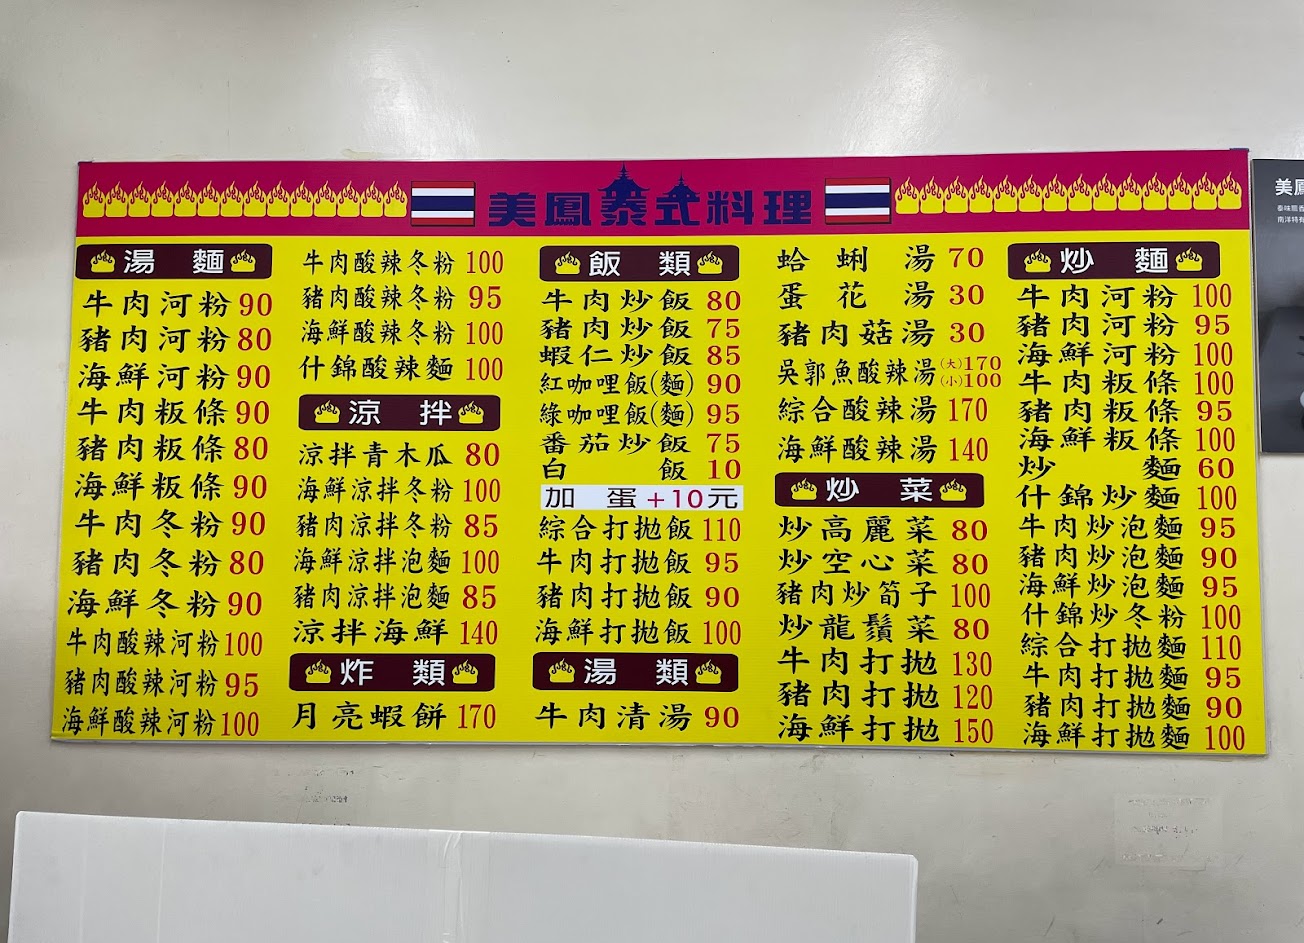 美鳳泰式料理
湯 麵
牛肉河粉 90
豬肉河粉 80
海鮮河粉 90
牛肉粄條 90
豬肉粄條 80
海鮮粄條 90
牛肉冬粉 90
豬肉冬粉 80
海鮮冬粉 90
牛肉酸辣河粉 100
豬肉酸辣河粉 95
海鮮酸辣河粉 100
牛肉酸辣冬粉 100
豬肉酸辣冬粉 95
海鮮酸辣冬粉 100
什錦酸辣麵 100
涼 拌
涼拌青木瓜 80
海鮮涼拌冬粉 100
豬肉涼拌冬粉 85
海鮮涼拌泡麵 100
豬肉涼拌泡麵 85
涼拌海鮮 140
炸 類
月亮蝦餅 170
飯 類
牛肉炒飯 80
豬肉炒飯 75
蝦仁炒飯 85
紅咖哩飯(麵) 90
綠咖哩飯(麵) 95
番茄炒飯 75
白 飯 10
加 蛋 +10元
綜合打拋飯 110
牛肉打拋飯 95
豬肉打拋飯 90
海鮮打拋飯 100
湯 類
牛肉清湯 90
蛤蜊湯 70
蛋花湯 30
豬肉菇湯 30
吳郭魚酸辣湯 (大)170
(小)100
綜合酸辣湯 170
海鮮酸辣湯 140
炒 菜
炒高麗菜 80
炒空心菜 80
豬肉炒筍子 100
炒龍鬚菜 80
牛肉打拋 130
豬肉打拋 120
海鮮打拋 150
炒 麵
牛肉河粉 100
豬肉河粉 95
海鮮河粉 100
牛肉粄條 100
豬肉粄條 95
海鮮粄條 100
炒 麵 60
什錦炒麵 100
牛肉炒泡麵 95
豬肉炒泡麵 90
海鮮炒泡麵 95
什錦炒冬粉 100
綜合打拋麵 110
牛肉打拋麵 95
豬肉打拋麵 90
海鮮打拋麵 100
美鳳
南洋特有